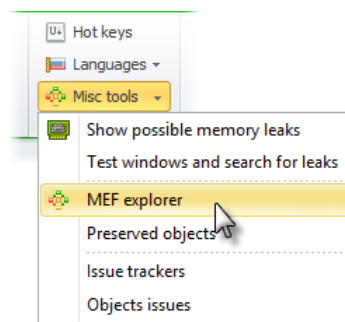 U+ Hot keys
Languages
Misc tools
Show possible memory leaks
Test windows and search for leaks
MEF explorer
Preserved objects
Issue trackers
Objects issues